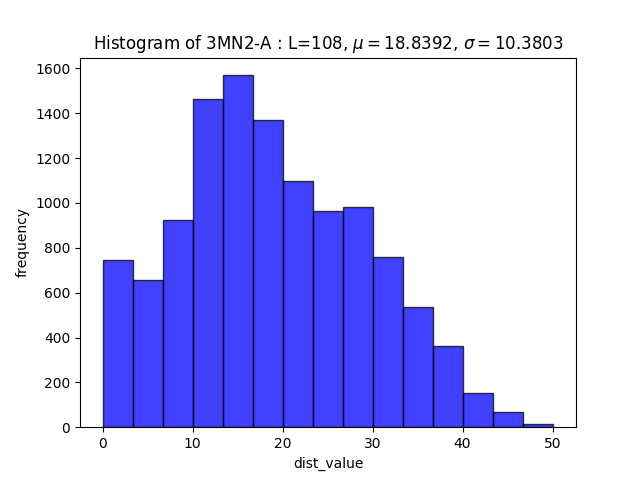 Histogram of 3MN2-A : L=108, μ = 18.8392, σ = 10.3803
1600
1400
1200
1000
800
600
400
200
0
frequency
0 10 20 30 40 50
dist_value